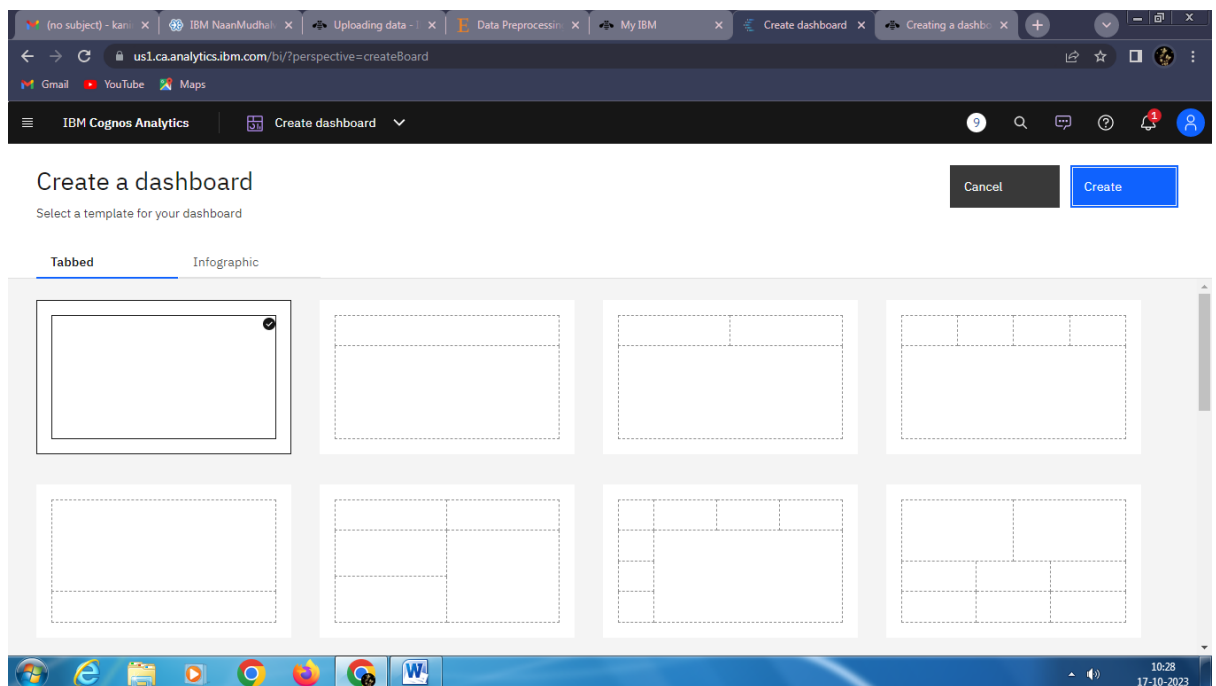 (no subject) - kani
IBM NaanMudhal
Uploading data - I
Data Preprocessin
My IBM
Create dashboard
Creating a dashbo
us1.ca.analytics.ibm.com/bi/?perspective=createBoard
Gmail
YouTube
Maps
IBM Cognos Analytics
Create dashboard
9
1
Create a dashboard
Cancel
Create
Select a template for your dashboard
Tabbed
Infographic
10:28
17-10-2023